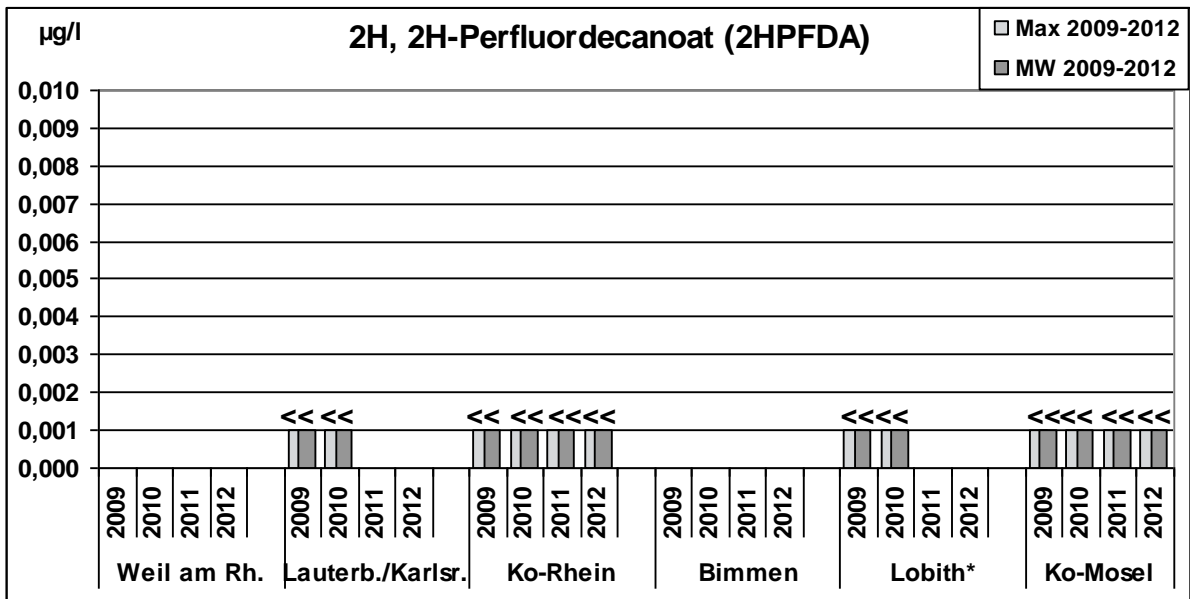 µg/l
2H, 2H-Perfluordecanoat (2HPFDA)
Max 2009-2012
MW 2009-2012
0,010
0,009
0,008
0,007
0,006
0,005
0,004
0,003
0,002
0,001
0,000
<< << << << << << << << << << << <<
2009 2010 2011 2012 2009 2010 2011 2012 2009 2010 2011 2012 2009 2010 2011 2012 2009 2010 2011 2012 2009 2010 2011 2012
Weil am Rh. Lauterb./Karlsr. Ko-Rhein Bimmen Lobith* Ko-Mosel